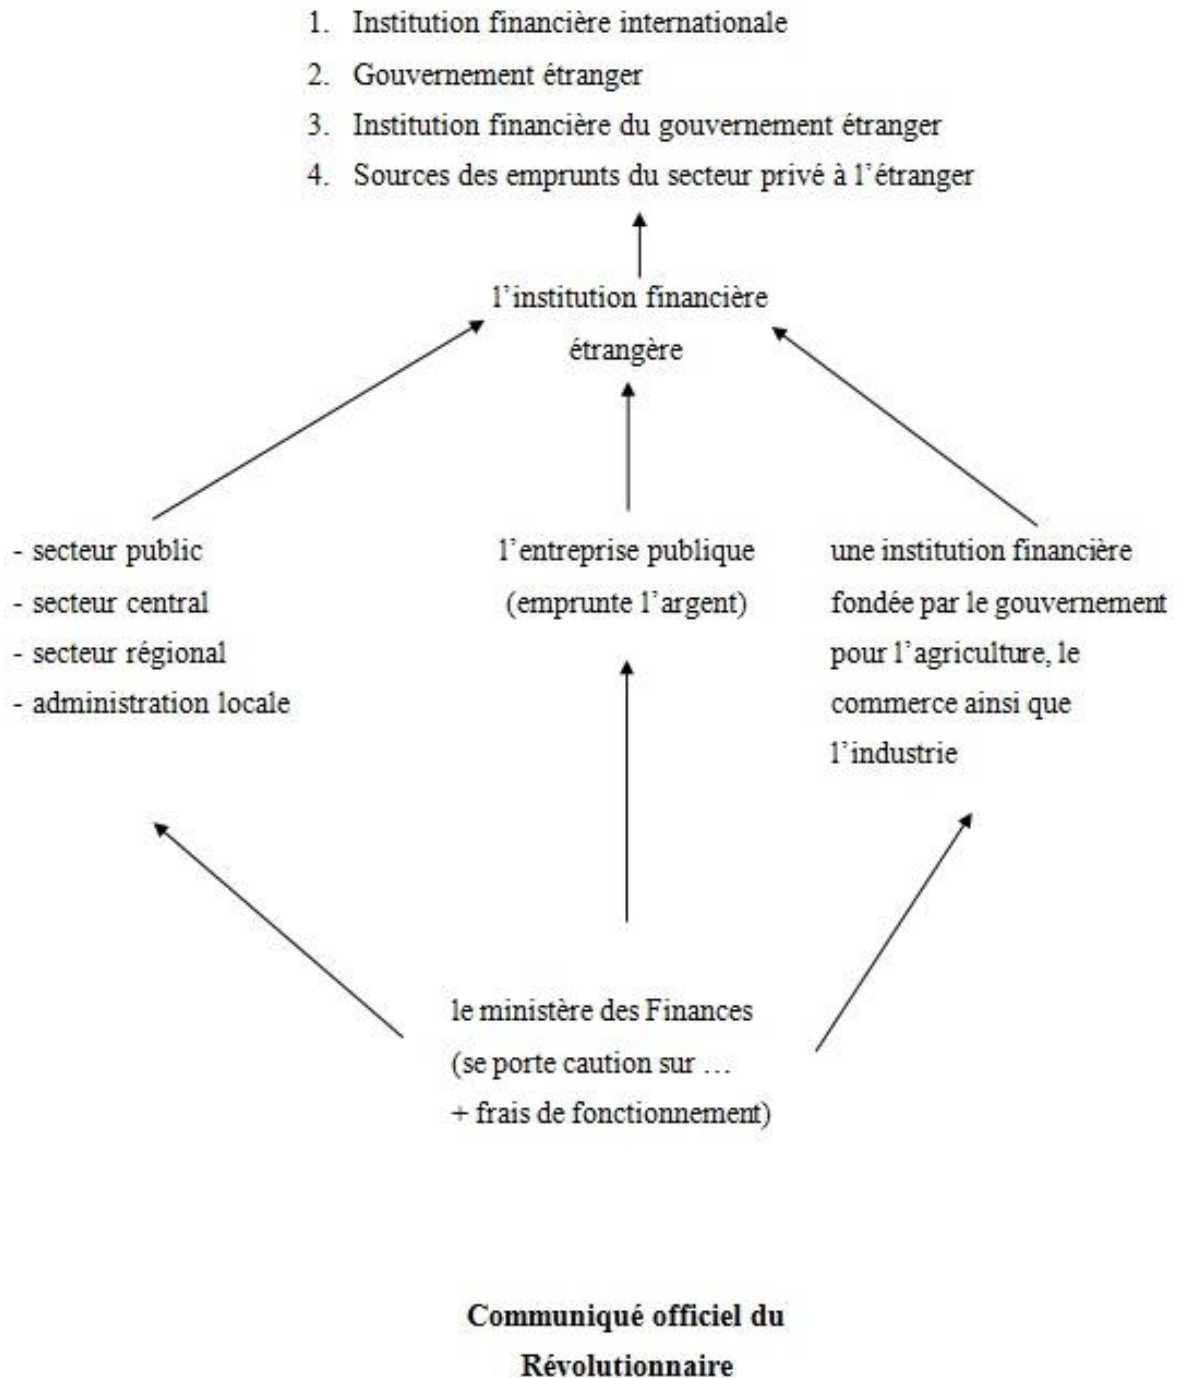 1. Institution financière internationale
2. Gouvernement étranger
3. Institution financière du gouvernement étranger
4. Sources des emprunts du secteur privé à l’étranger
l’institution financière
étrangère
- secteur public
- secteur central
- secteur régional
- administration locale
l’entreprise publique
(emprunte l’argent)
une institution financière
fondée par le gouvernement
pour l’agriculture, le
commerce ainsi que
l’industrie
le ministère des Finances
(se porte caution sur …
+ frais de fonctionnement)
Communiqué officiel du
Révolutionnaire